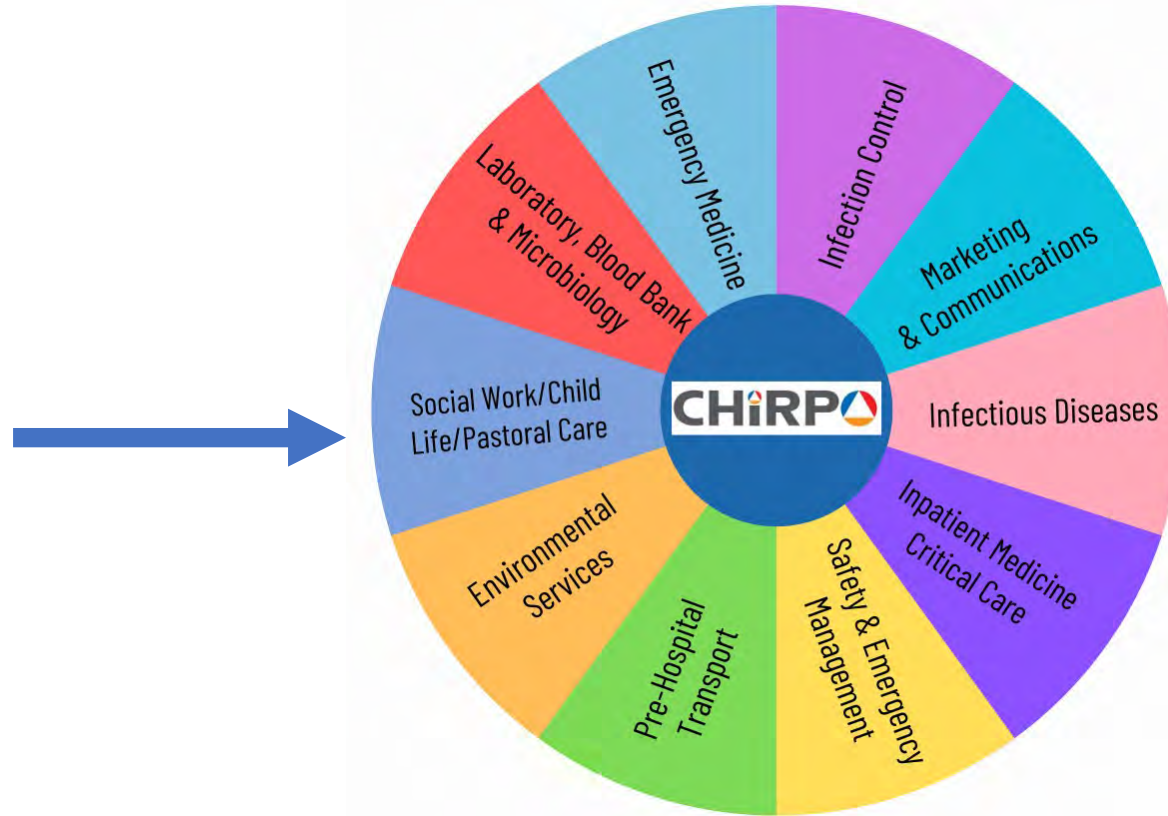 Emergency Medicine
Infection Control
Marketing
& Communications
Infectious Diseases
Inpatient Medicine
Critical Care
Safety & Emergency
Management
Pre-Hospital
Transport
Environmental
Services
Social Work/Child
Life/Pastoral Care
Laboratory, Blood Bank
& Microbiology
CHiRP